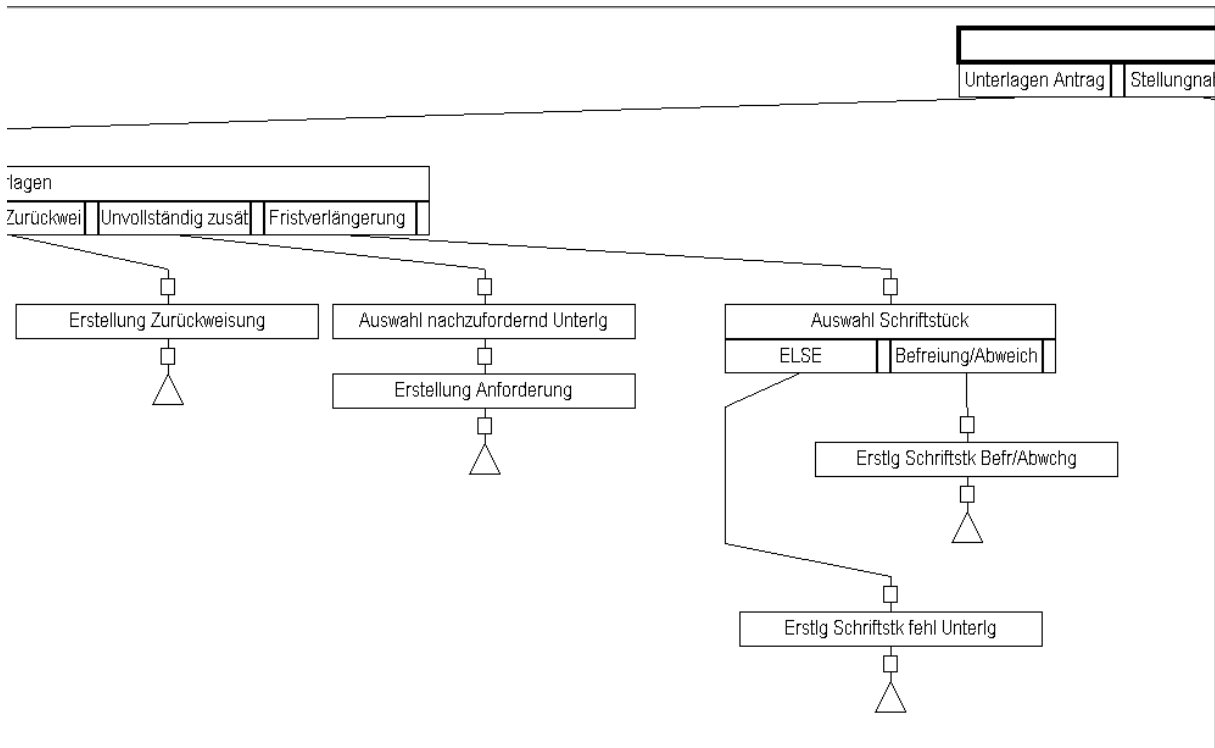 Unterlagen Antrag Stellungnal
rlagen
Zurückwei Unvollständig zusät Fristverlängerung
Erstellung Zurückweisung Auswahl nachzufordernd Unterlg Auswahl Schriftstück
ELSE Befreiung/Abweich
Erstellung Anforderung
Erstlg Schriftstk Befr/Abwchg
Erstlg Schriftstk fehl Unterlg